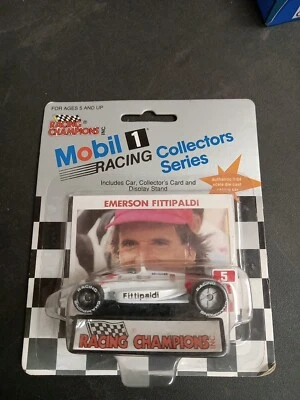 FOR AGES 5 AND UP
RACING
CHAMPIONS INC.
Mobil 1
RACING
Collectors
Series
Includes Car, Collector's Card and
Display Stand
EMERSON FITTIPALDI
5
Fittipaldi
RACING CHAMPIONS